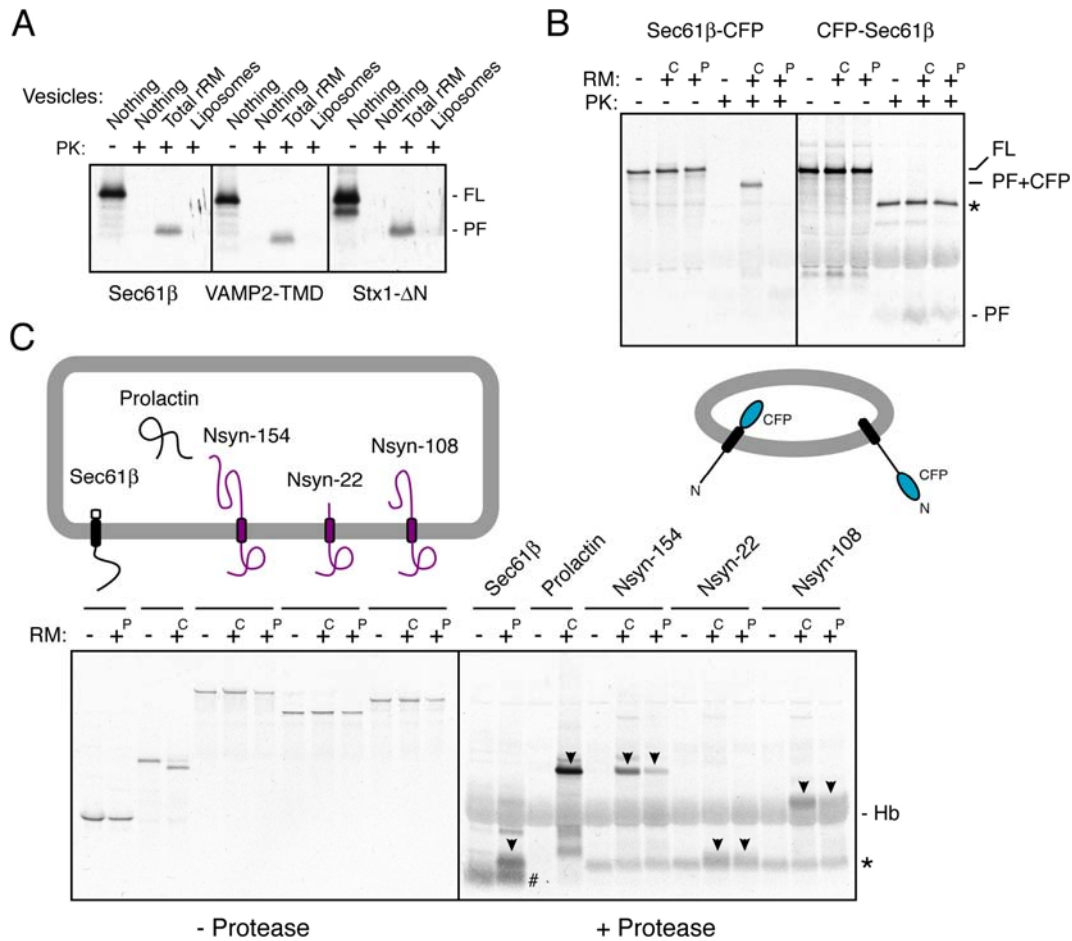 A
Vesicles: Nothing Nothing Total rRM Liposomes Nothing Nothing Total rRM Liposomes Nothing Nothing Total rRM Liposomes
PK: - + + + - + + + - + + +
- FL
- PF
Sec61β VAMP2-TMD Stx1-ΔN
B
Sec61β-CFP CFP-Sec61β
RM: - +C +P - +C +P - +C +P - +C +P
PK: - - - + + + - - - + + +
FL
PF+CFP
*
- PF
CFP
N
CFP
N
C
Prolactin
Nsyn-154
Nsyn-108
Sec61β
Nsyn-22
Sec61β Prolactin Nsyn-154 Nsyn-22 Nsyn-108
RM: - +P - +C - +C +P - +C +P - +C +P - +P - +C - +C +P - +C +P - +C +P
- Hb
*
#
- Protease + Protease